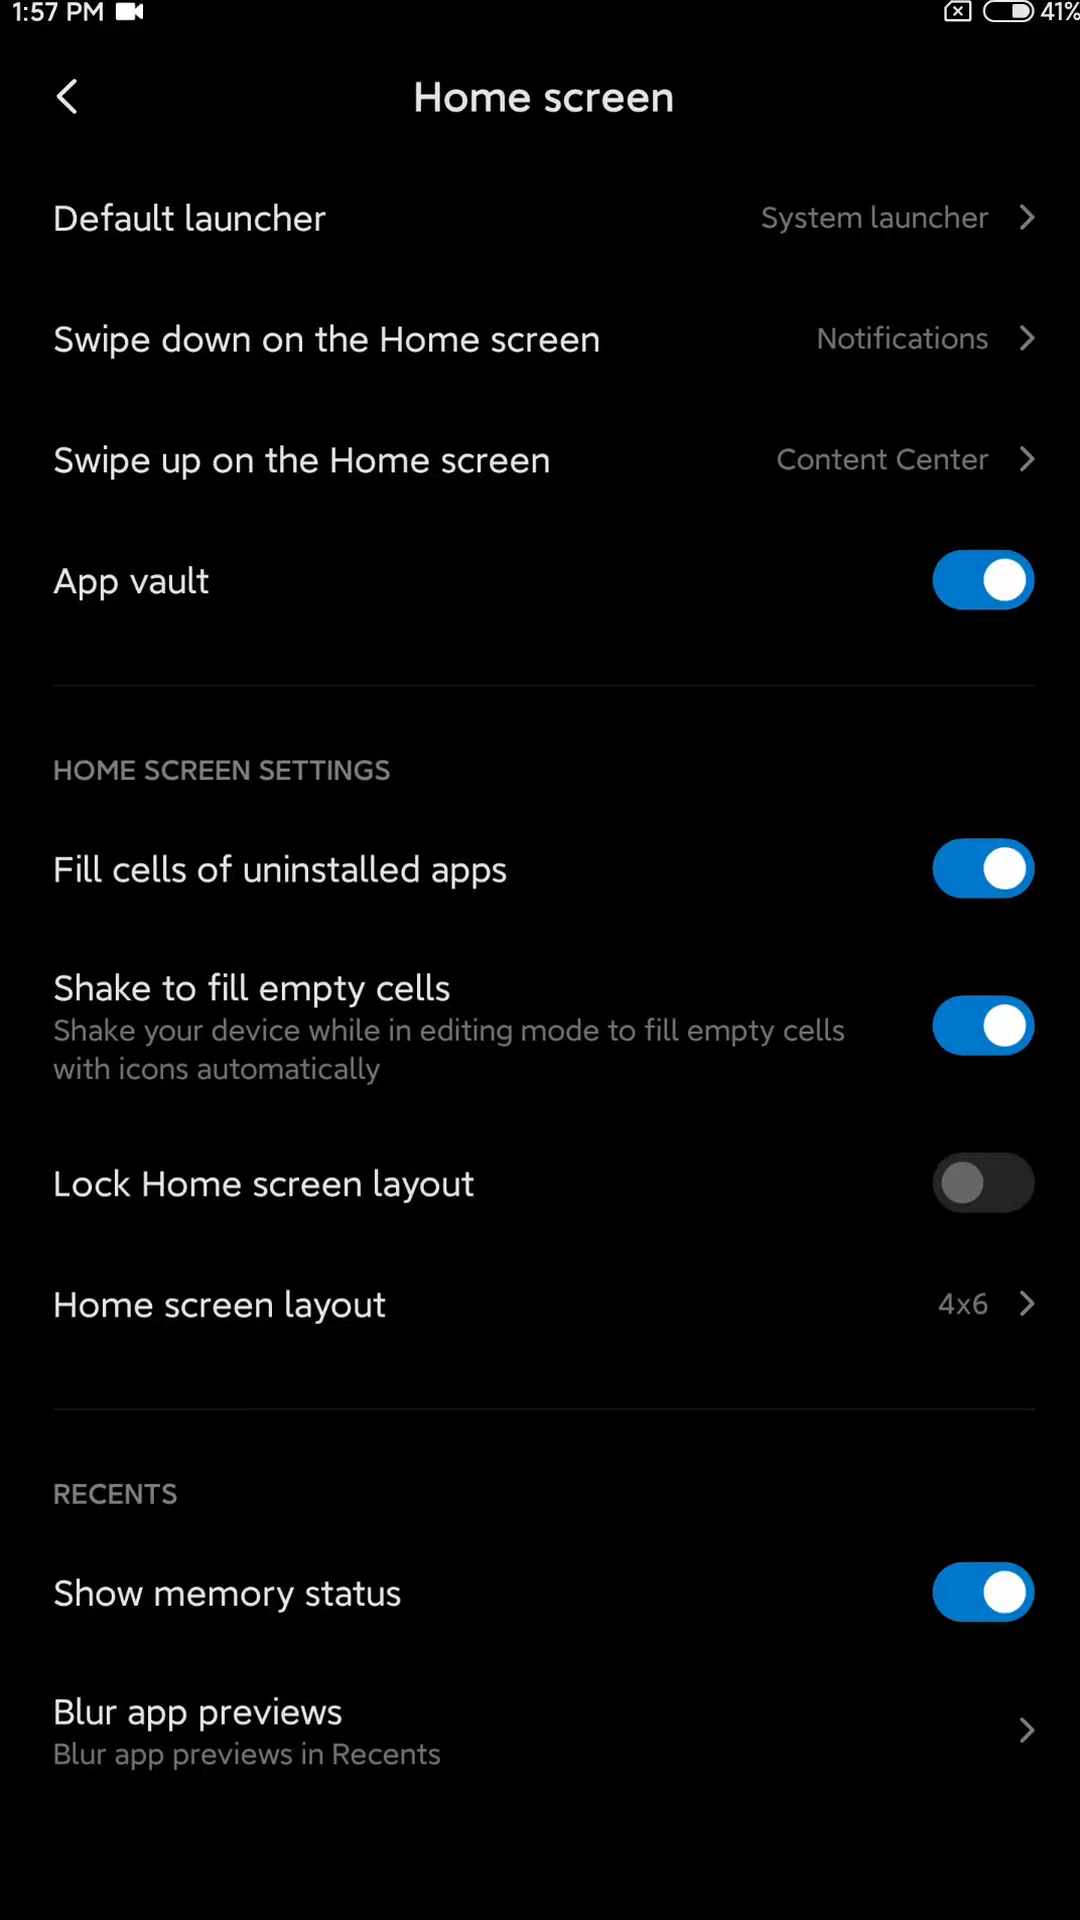 1:57 PM 41%
Home screen
Default launcher System launcher
Swipe down on the Home screen Notifications
Swipe up on the Home screen Content Center
App vault
HOME SCREEN SETTINGS
Fill cells of uninstalled apps
Shake to fill empty cells
Shake your device while in editing mode to fill empty cells
with icons automatically
Lock Home screen layout
Home screen layout 4x6
RECENTS
Show memory status
Blur app previews
Blur app previews in Recents